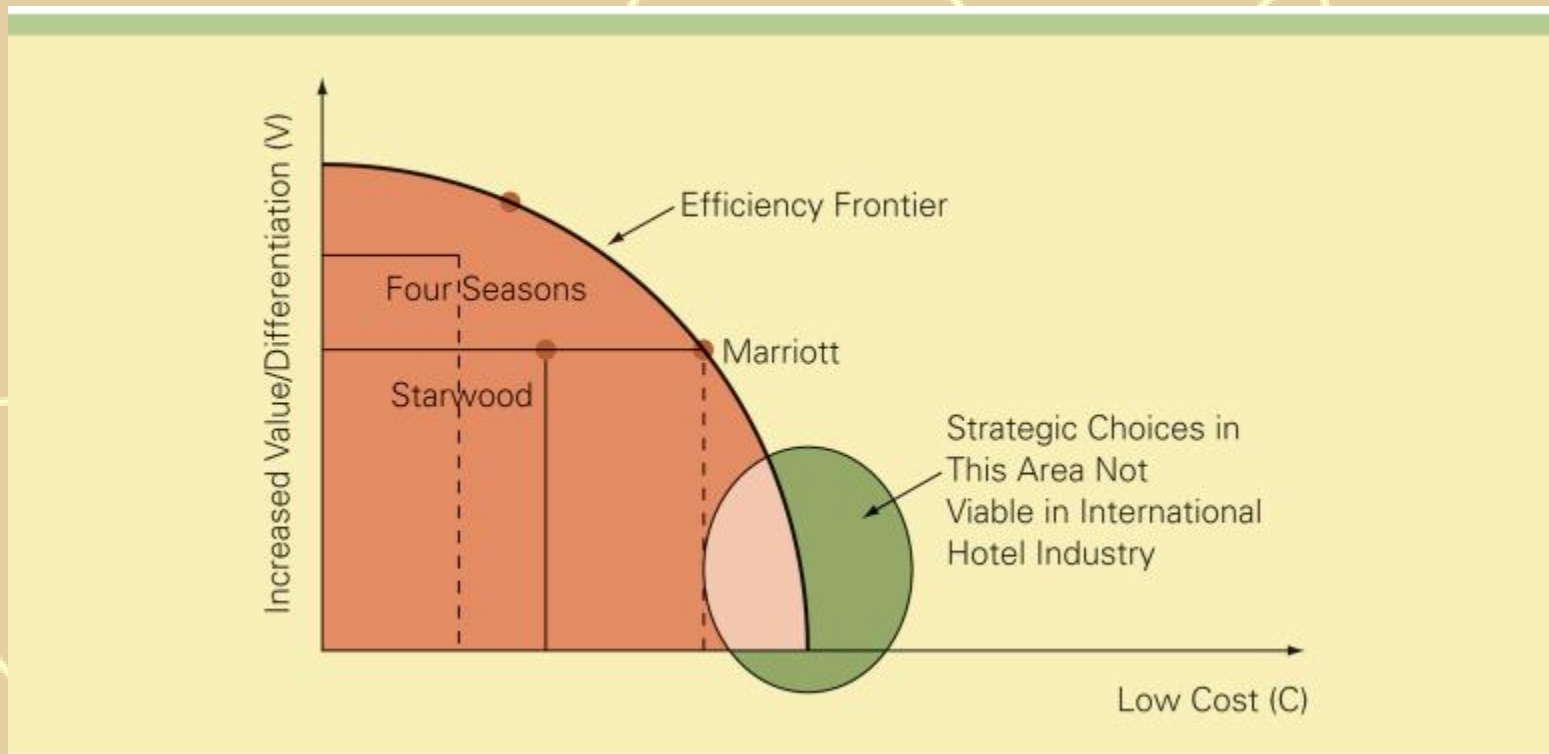 Increased Value/Differentiation (V)
Efficiency Frontier
Four Seasons
Marriott
Starwood
Strategic Choices in
This Area Not
Viable in International
Hotel Industry
Low Cost (C)